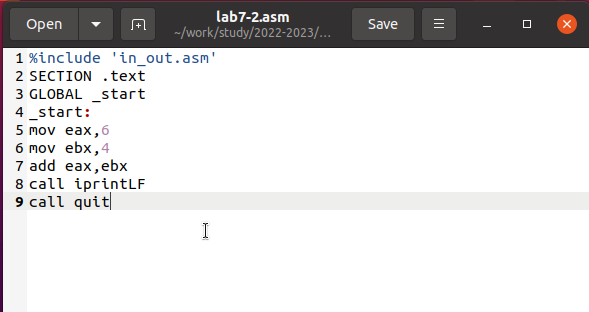 Open
lab7-2.asm
~/work/study/2022-2023/...
Save
1 %include 'in_out.asm'
2 SECTION .text
3 GLOBAL _start
4 _start:
5 mov eax,6
6 mov ebx,4
7 add eax,ebx
8 call iprintLF
9 call quit